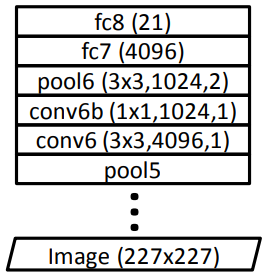 fc8 (21)
fc7 (4096)
pool6 (3x3,1024,2)
conv6b (1x1,1024,1)
conv6 (3x3,4096,1)
pool5
Image (227x227)